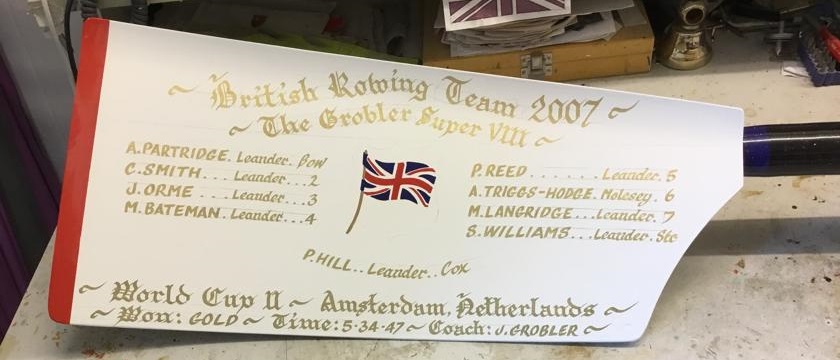 ~ British Rowing Team 2007 ~
~ The Grobler Super VIII ~
A.PARTRIDGE. Leander. Bow
C.SMITH... Leander...2
J.ORME ... Leander...3
M.BATEMAN. Leander...4
P.REED ....... Leander. 5
A.TRIGGS-HODGE. Molesey. 6
M.LANGRIDGE...Leander. 7
S.WILLIAMS...Leander. Str
P.HILL..Leander..Cox
~ World Cup II ~ Amsterdam, Netherlands ~
~ Won: GOLD ~ Time: 5·34·47 ~ Coach: J.GROBLER ~